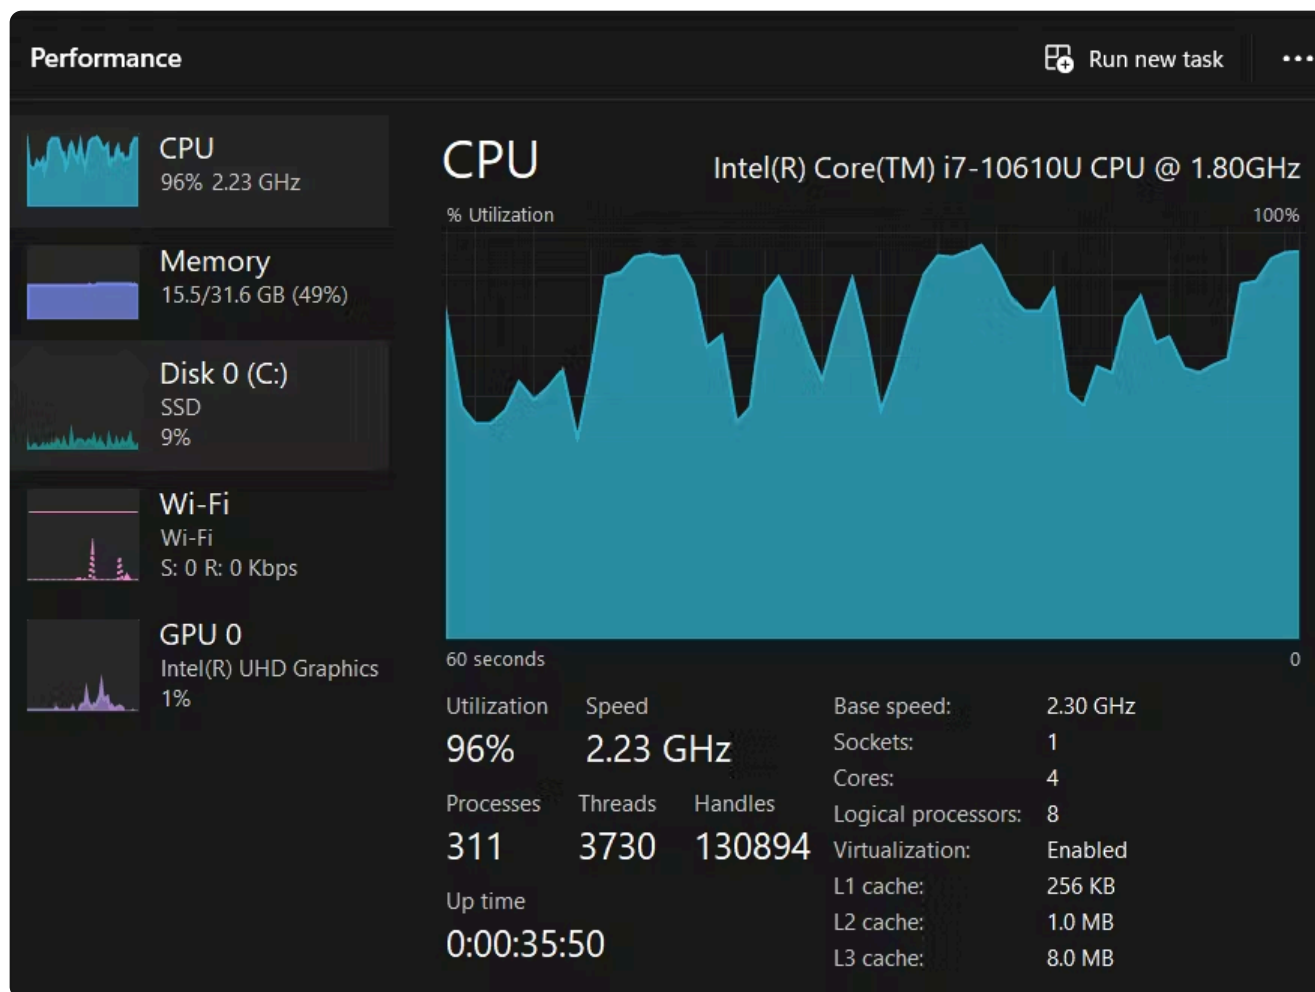 Performance
Run new task
CPU
96% 2.23 GHz
Memory
15.5/31.6 GB (49%)
Disk 0 (C:)
SSD
9%
Wi-Fi
Wi-Fi
S: 0 R: 0 Kbps
GPU 0
Intel(R) UHD Graphics
1%
CPU
Intel(R) Core(TM) i7-10610U CPU @ 1.80GHz
% Utilization 100%
60 seconds 0
Utilization Speed
96% 2.23 GHz
Processes Threads Handles
311 3730 130894
Up time
0:00:35:50
Base speed: 2.30 GHz
Sockets: 1
Cores: 4
Logical processors: 8
Virtualization: Enabled
L1 cache: 256 KB
L2 cache: 1.0 MB
L3 cache: 8.0 MB